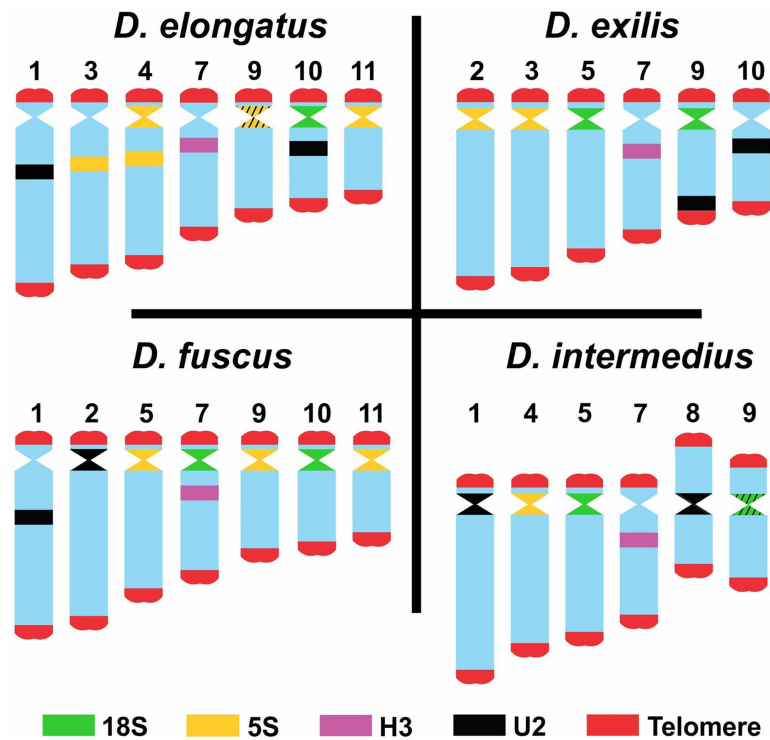 D. elongatus
1 3 4 7 9 10 11
D. exilis
2 3 5 7 9 10
D. fuscus
1 2 5 7 9 10 11
D. intermedius
1 4 5 7 8 9
18S 5S H3 U2 Telomere